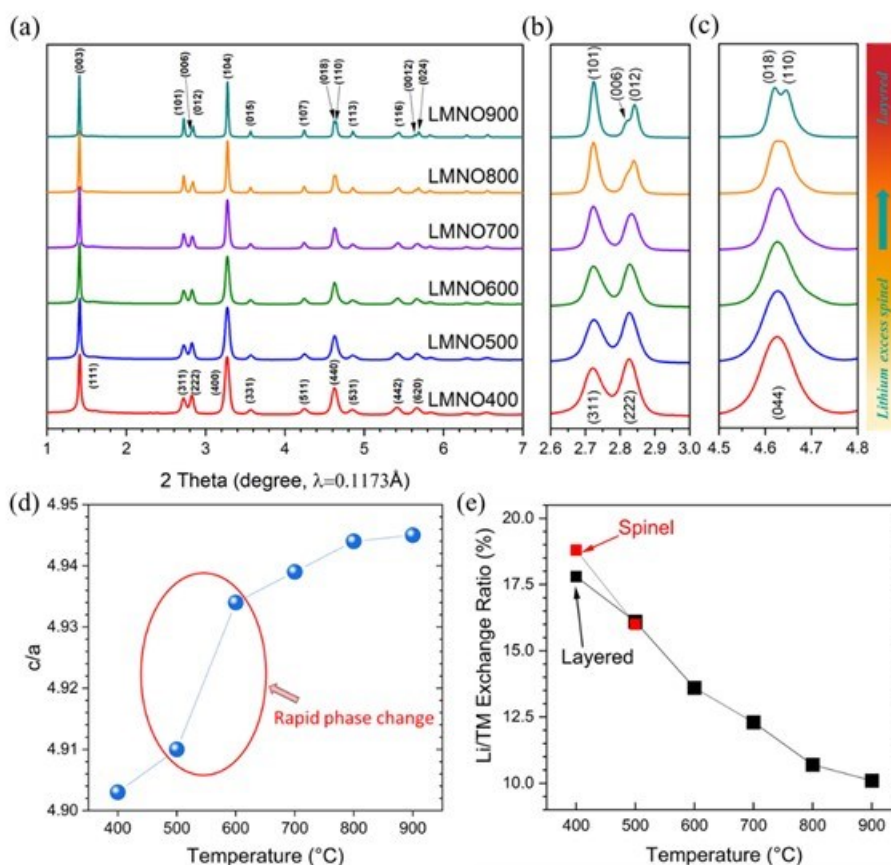 (a)
(003)
(006)
(101)
(012)
(104)
(015)
(107)
(018)
(110)
(113)
(116)
(0012)
(024)
LMNO900
LMNO800
LMNO700
LMNO600
LMNO500
LMNO400
(111)
(311)
(222)
(400)
(331)
(511)
(440)
(531)
(442)
(620)
1 2 3 4 5 6 7
2 Theta (degree, λ=0.1173Å)
(b)
(101)
(006)
(012)
(311)
(222)
2.6 2.7 2.8 2.9 3.0
(c)
(018)
(110)
(044)
4.5 4.6 4.7 4.8
Layered
Lithium excess spinel
(d)
4.95
4.94
4.93
4.92
4.91
4.90
c/a
Rapid phase change
400 500 600 700 800 900
Temperature (°C)
(e)
20.0
17.5
15.0
12.5
10.0
Li/TM Exchange Ratio (%)
Spinel
Layered
400 500 600 700 800 900
Temperature (°C)